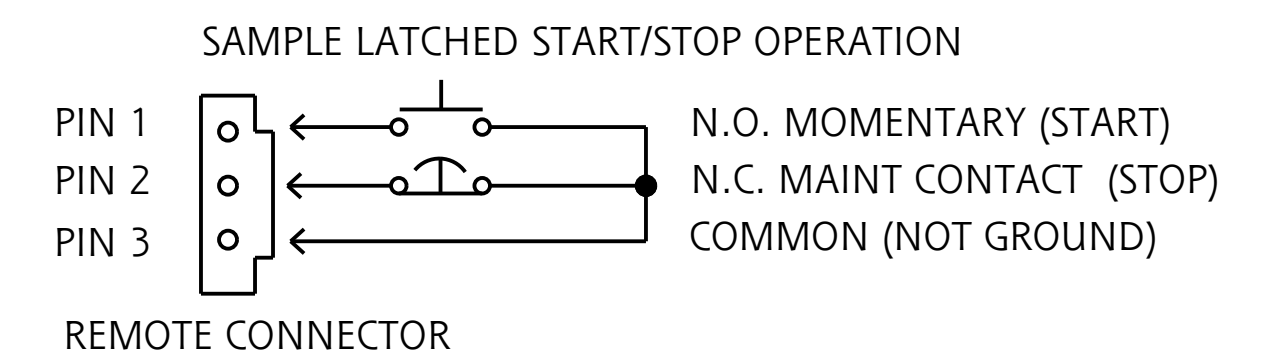 SAMPLE LATCHED START/STOP OPERATION
PIN 1 N.O. MOMENTARY (START)
PIN 2 N.C. MAINT CONTACT (STOP)
PIN 3 COMMON (NOT GROUND)
REMOTE CONNECTOR